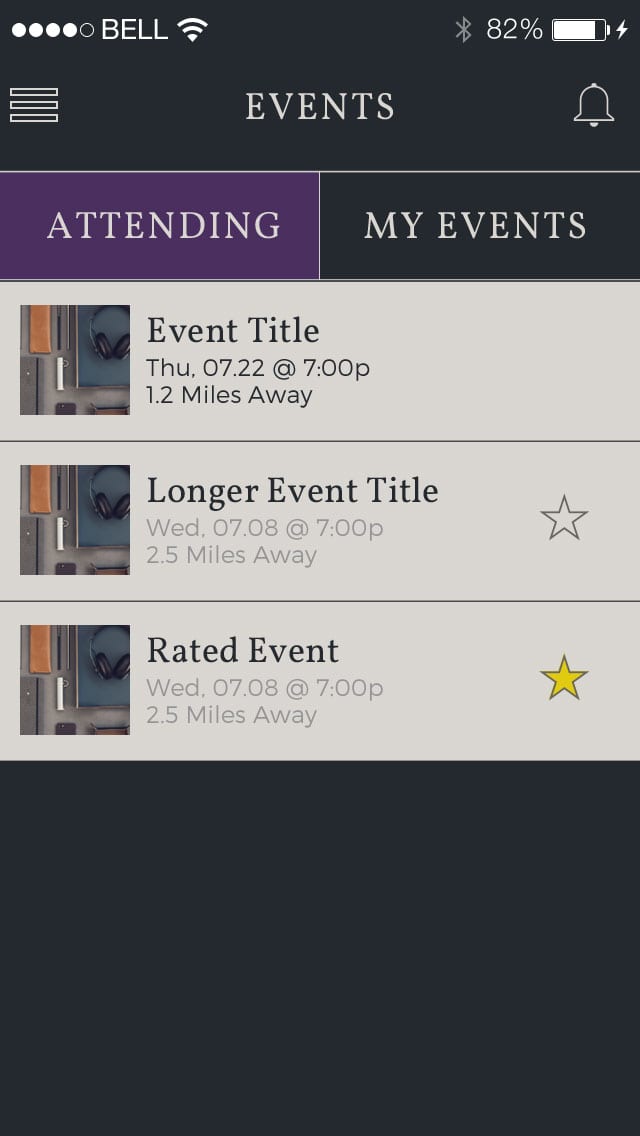 BELL 82%
EVENTS
ATTENDING MY EVENTS
Event Title
Thu, 07.22 @ 7:00p
1.2 Miles Away
Longer Event Title
Wed, 07.08 @ 7:00p
2.5 Miles Away
Rated Event
Wed, 07.08 @ 7:00p
2.5 Miles Away